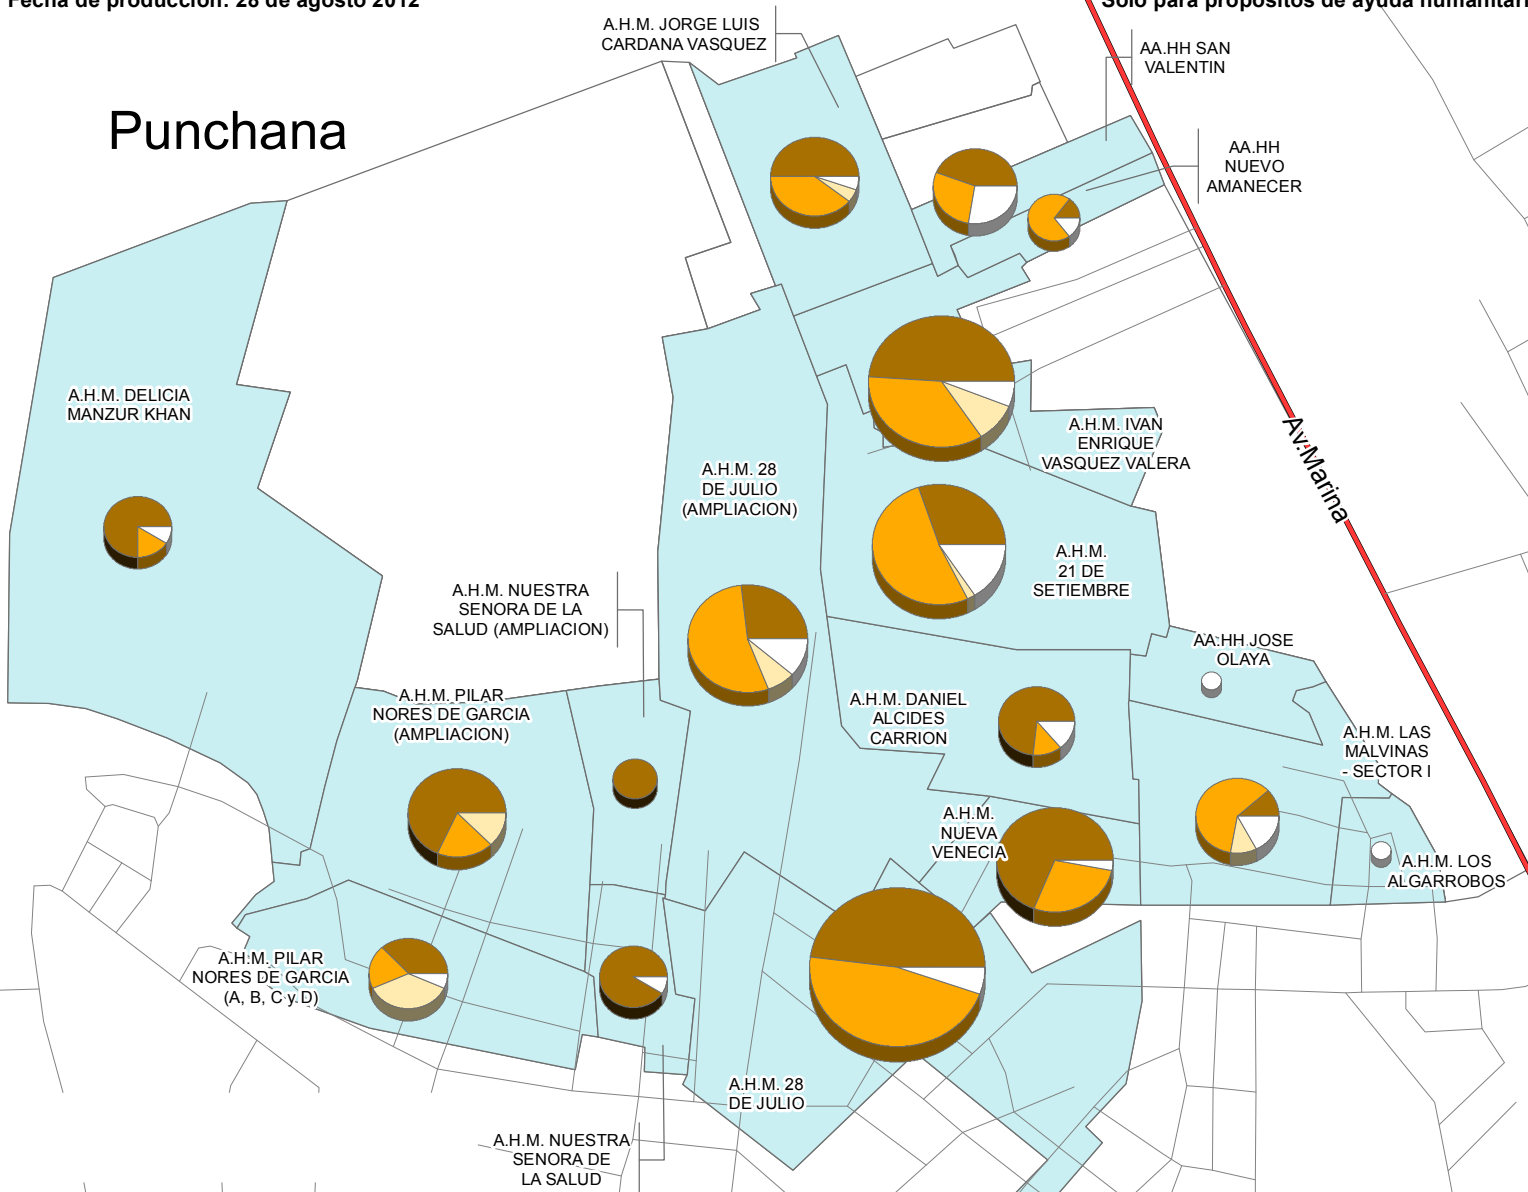 Fecha de producción: 28 de agosto 2012
Sólo para propósitos de ayuda humanitari
A.H.M. JORGE LUIS
CARDANA VASQUEZ
AA.HH SAN
VALENTIN
Punchana
AA.HH
NUEVO
AMANECER
A.H.M. DELICIA
MANZUR KHAN
A.H.M. IVAN
ENRIQUE
VASQUEZ VALERA
Av.Marina
A.H.M. 28
DE JULIO
(AMPLIACION)
A.H.M.
21 DE
SETIEMBRE
A.H.M. NUESTRA
SENORA DE LA
SALUD (AMPLIACION)
AA.HH JOSE
OLAYA
A.H.M. PILAR
NORES DE GARCIA
(AMPLIACION)
A.H.M. DANIEL
ALCIDES
CARRION
A.H.M. LAS
MALVINAS
- SECTOR I
A.H.M.
NUEVA
VENECIA
A.H.M. LOS
ALGARROBOS
A.H.M. PILAR
NORES DE GARCIA
(A, B, C y D)
A.H.M. 28
DE JULIO
A.H.M. NUESTRA
SENORA DE
LA SALUD